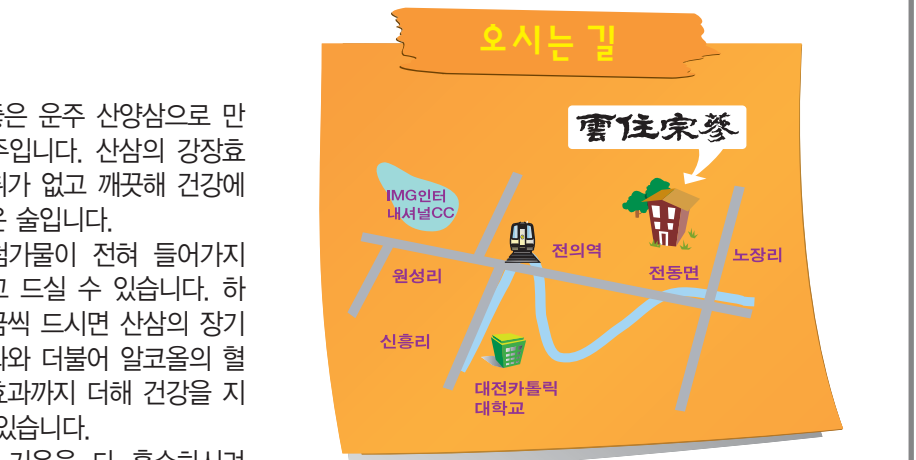 은 운주 산양삼으로 만
주입니다. 산삼의 강장효
가 없고 깨끗해 건강에
은 술입니다.
첨가물이 전혀 들어가지
고 드실 수 있습니다. 하
금씩 드시면 산삼의 장기
와 더불어 알코올의 혈
효과까지 더해 건강을 지
있습니다.
오시는 길
雲住宗蔘
IMG인터
내셔널CC
전의역
노장리
원성리
전동면
신흥리
대전카톨릭
대학교